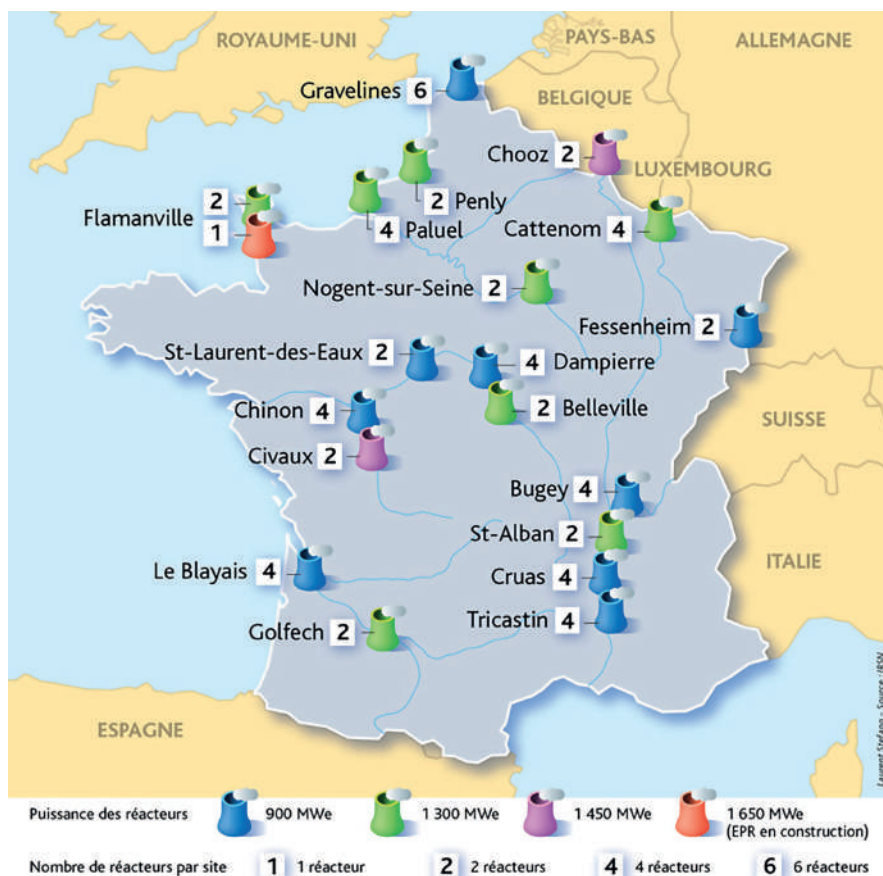 ROYAUME-UNI
PAYS-BAS
ALLEMAGNE
Gravelines 6
BELGIQUE
Chooz 2
LUXEMBOURG
2 Penly
2
Flamanville
1
4 Paluel
Cattenom 4
Nogent-sur-Seine 2
Fessenheim 2
St-Laurent-des-Eaux 2
4 Dampierre
Chinon 4
2 Belleville
SUISSE
Civaux 2
Bugey 4
St-Alban 2
Le Blayais 4
Cruas 4
ITALIE
Golfech 2
Tricastin 4
ESPAGNE
Laurent Stefano - Source : IRSN
Puissance des réacteurs
900 MWe
1 300 MWe
1 450 MWe
1 650 MWe
(EPR en construction)
Nombre de réacteurs par site
1 1 réacteur
2 2 réacteurs
4 4 réacteurs
6 6 réacteurs